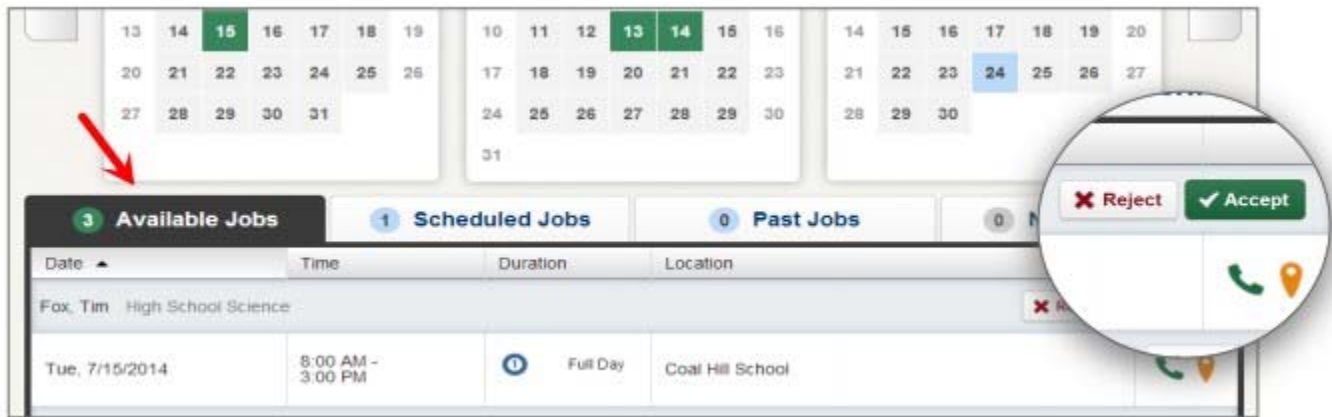 13 14 15 16 17 18 19 10 11 12 13 14 15 16 14 15 16 17 18 19 20
20 21 22 23 24 25 26 17 18 19 20 21 22 23 21 22 23 24 25 26 27
27 28 29 30 31 24 25 26 27 28 29 30 28 29 30
31
Reject Accept
3 Available Jobs 1 Scheduled Jobs 0 Past Jobs 0
Date Time Duration Location
Fox, Tim High School Science
Tue, 7/15/2014 8:00 AM - Full Day Coal Hill School
3:00 PM